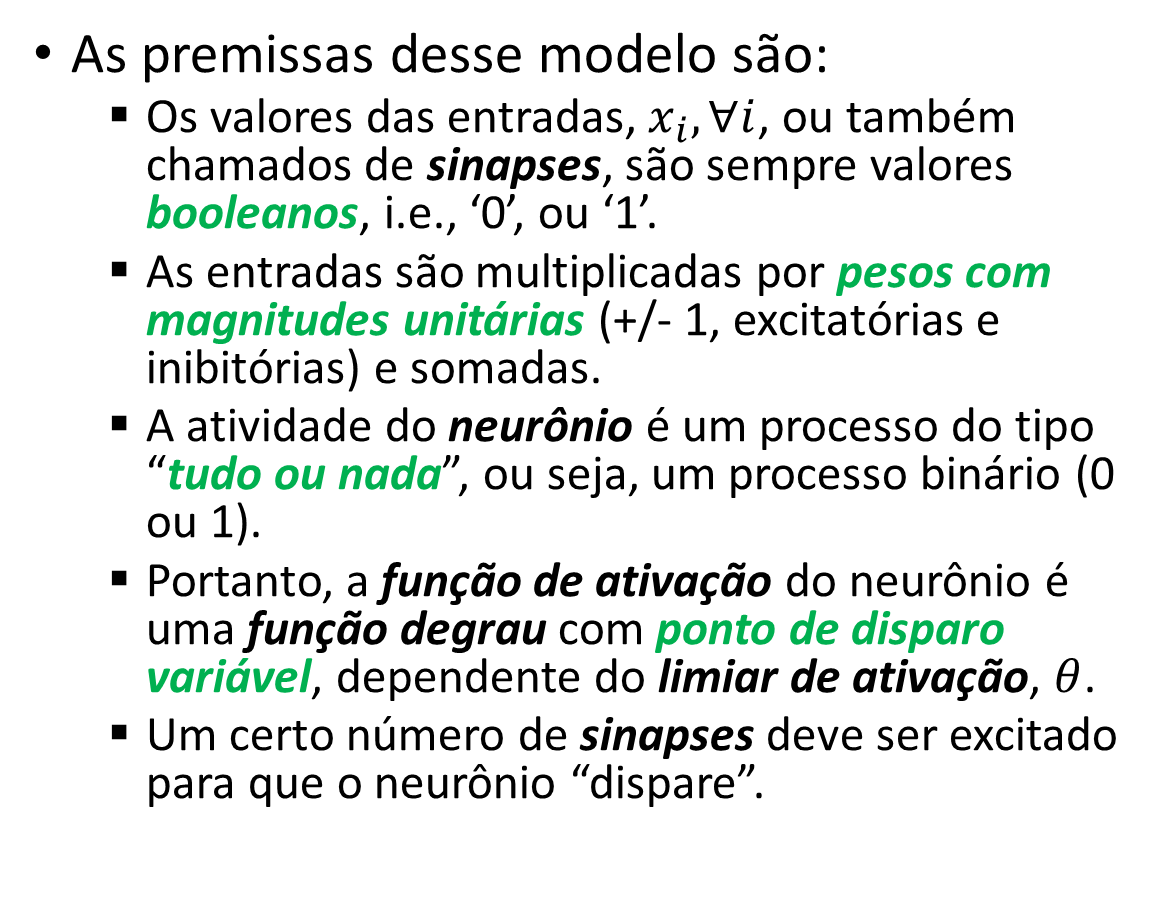 • As premissas desse modelo são:
▪ Os valores das entradas, 𝑥ᵢ, ∀𝑖, ou também
chamados de sinapses, são sempre valores
booleanos, i.e., ‘0’, ou ‘1’.
▪ As entradas são multiplicadas por pesos com
magnitudes unitárias (+/- 1, excitatórias e
inibitórias) e somadas.
▪ A atividade do neurônio é um processo do tipo
“tudo ou nada”, ou seja, um processo binário (0
ou 1).
▪ Portanto, a função de ativação do neurônio é
uma função degrau com ponto de disparo
variável, dependente do limiar de ativação, 𝜃.
▪ Um certo número de sinapses deve ser excitado
para que o neurônio “dispare”.